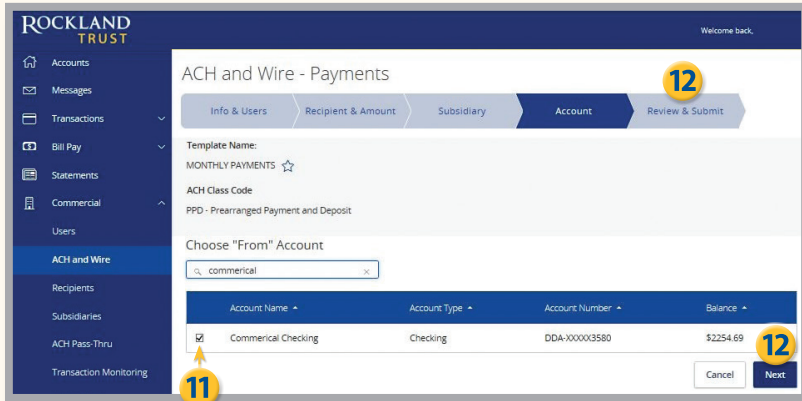 ROCKLAND
TRUST
Welcome back,
Accounts
Messages
Transactions
Bill Pay
Statements
Commercial
Users
ACH and Wire
Recipients
Subsidiaries
ACH Pass-Thru
Transaction Monitoring
ACH and Wire - Payments
12
Info & Users Recipient & Amount Subsidiary Account Review & Submit
Template Name:
MONTHLY PAYMENTS
ACH Class Code
PPD - Prearranged Payment and Deposit
Choose "From" Account
commerical
Account Name Account Type Account Number Balance
Commerical Checking Checking DDA-XXXXX3580 $2254.69
12
Cancel Next
11